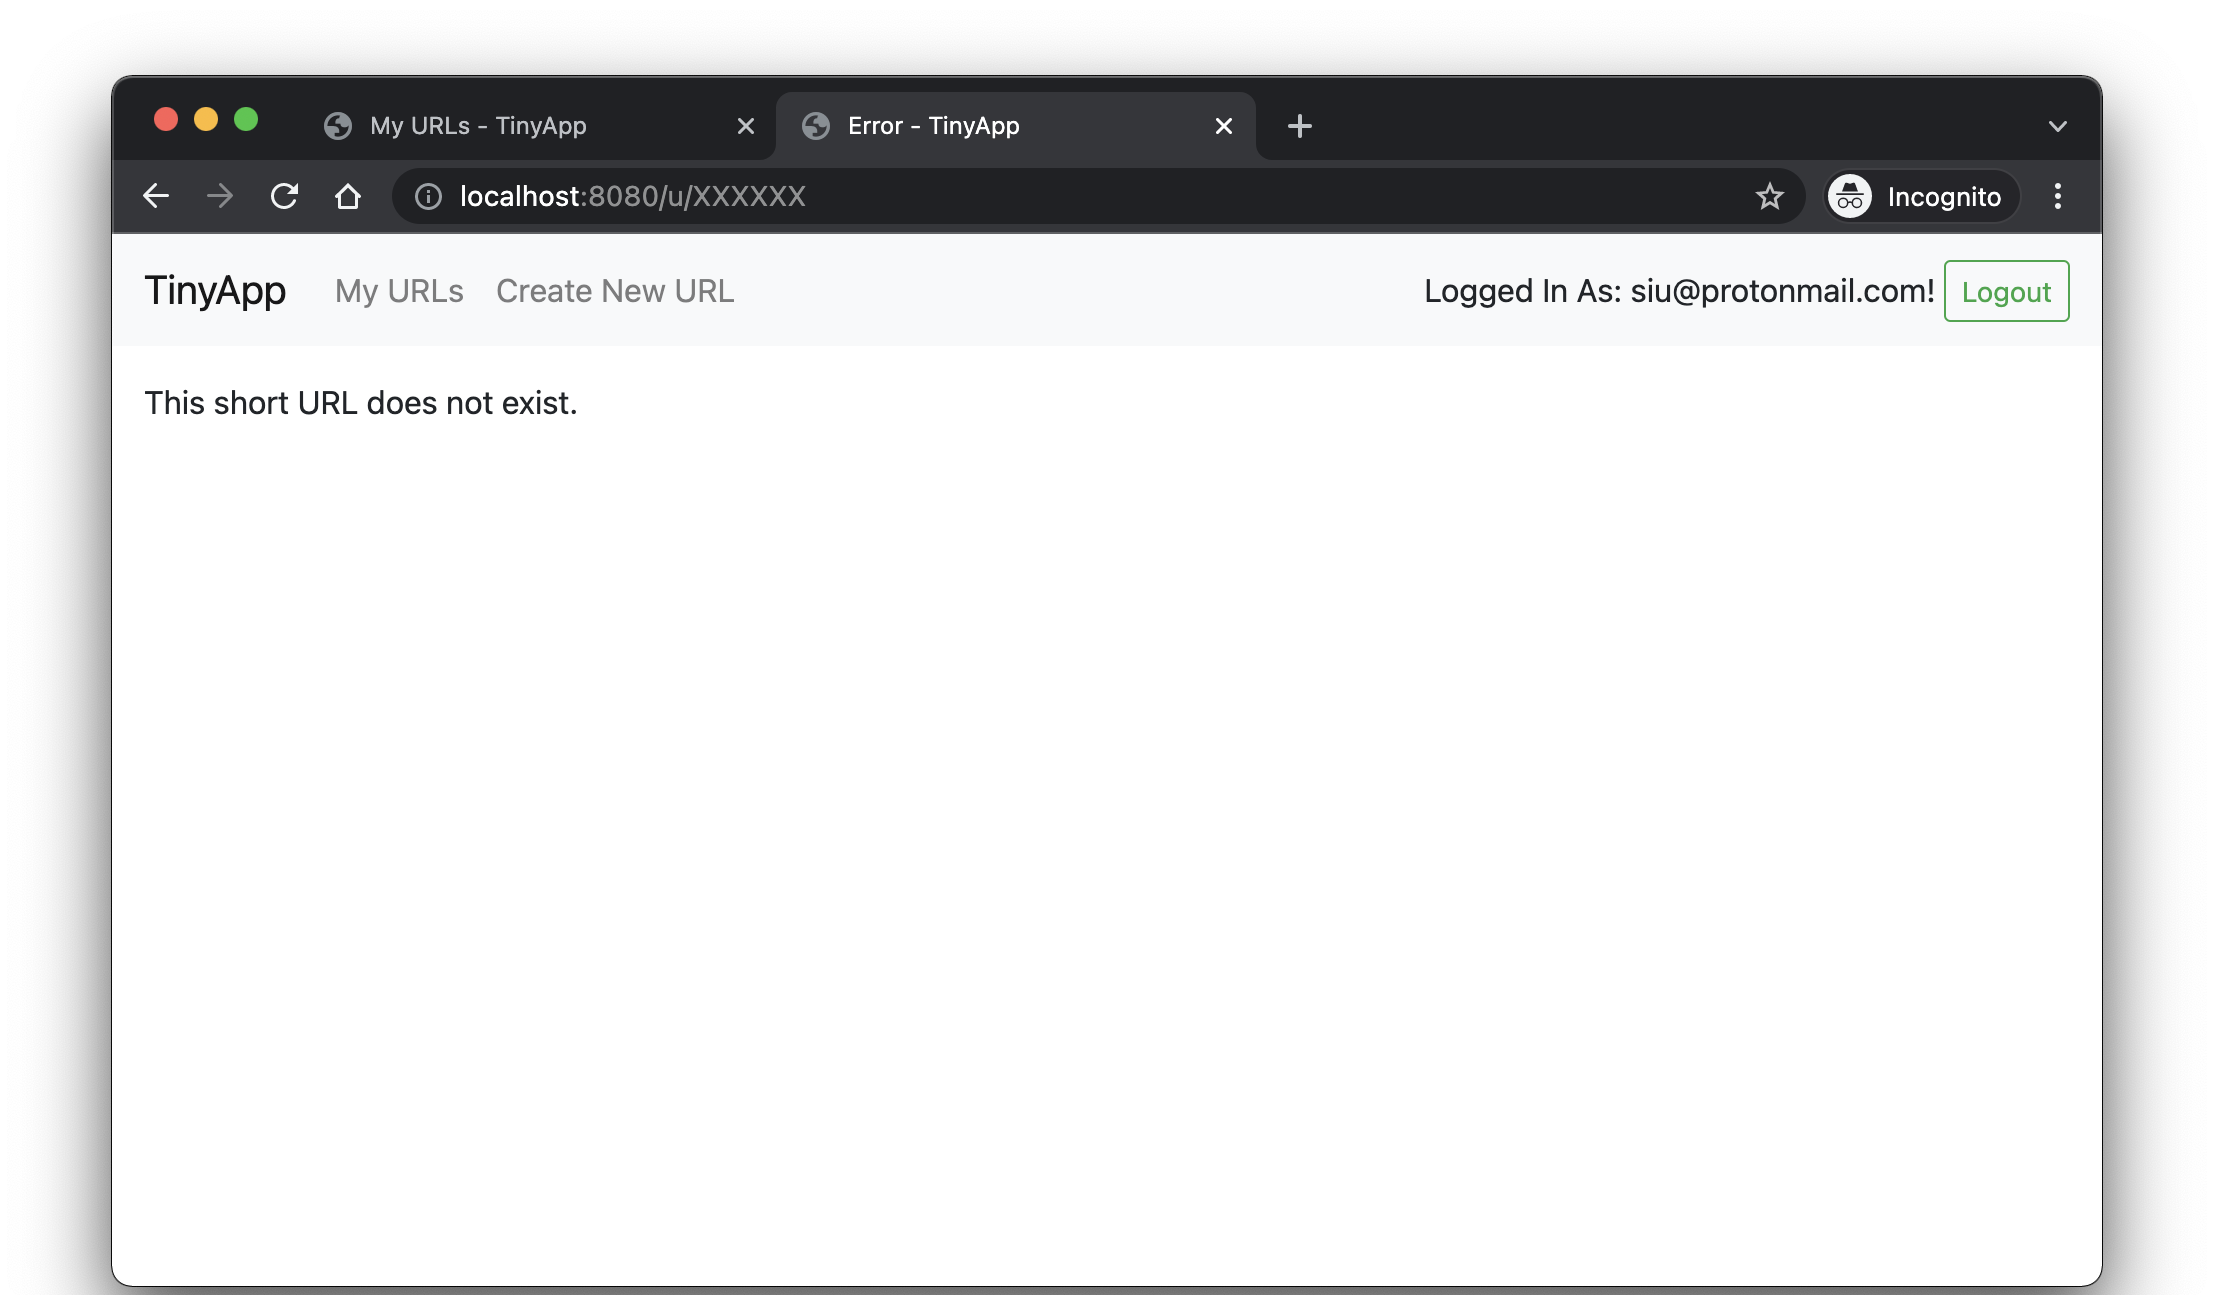 My URLs - TinyApp
Error - TinyApp
localhost:8080/u/XXXXXX
Incognito
TinyApp My URLs Create New URL Logged In As: siu@protonmail.com! Logout
This short URL does not exist.